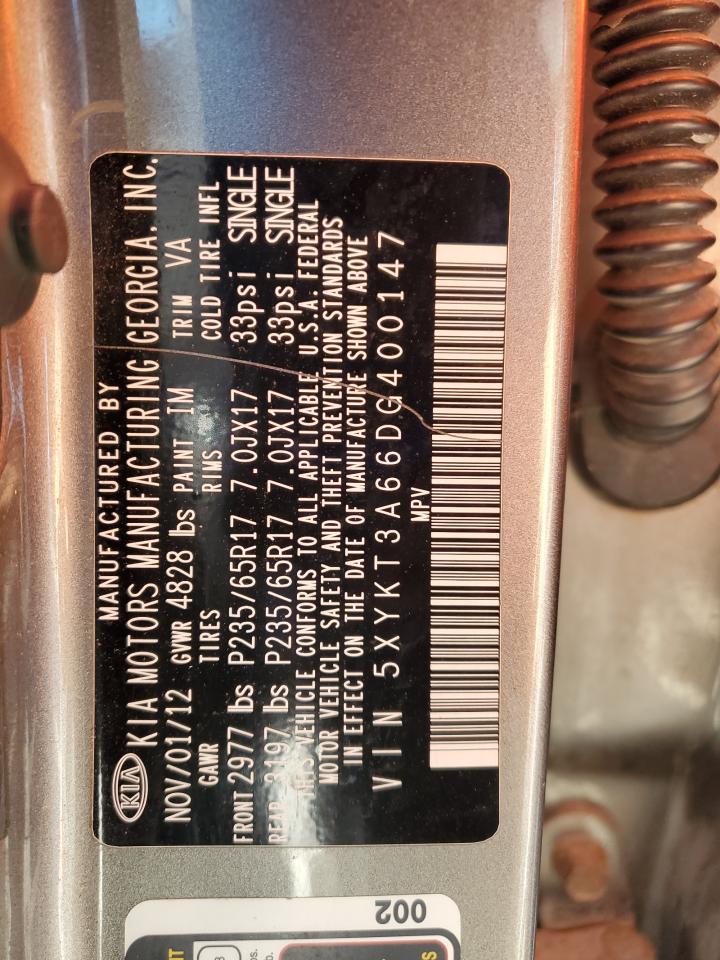 MANUFACTURED BY
KIA KIA MOTORS MANUFACTURING GEORGIA, INC.
NOV/01/12 GVWR 4828 lbs PAINT IM TRIM VA
GAWR TIRES RIMS COLD TIRE INFL
FRONT 2977 lbs P235/65R17 7.0JX17 33psi SINGLE
REAR 3197 lbs P235/65R17 7.0JX17 33psi SINGLE
THIS VEHICLE CONFORMS TO ALL APPLICABLE U.S.A. FEDERAL
MOTOR VEHICLE SAFETY AND THEFT PREVENTION STANDARDS
IN EFFECT ON THE DATE OF MANUFACTURE SHOWN ABOVE
VIN 5XYKT3A66DG400147
MPV
002